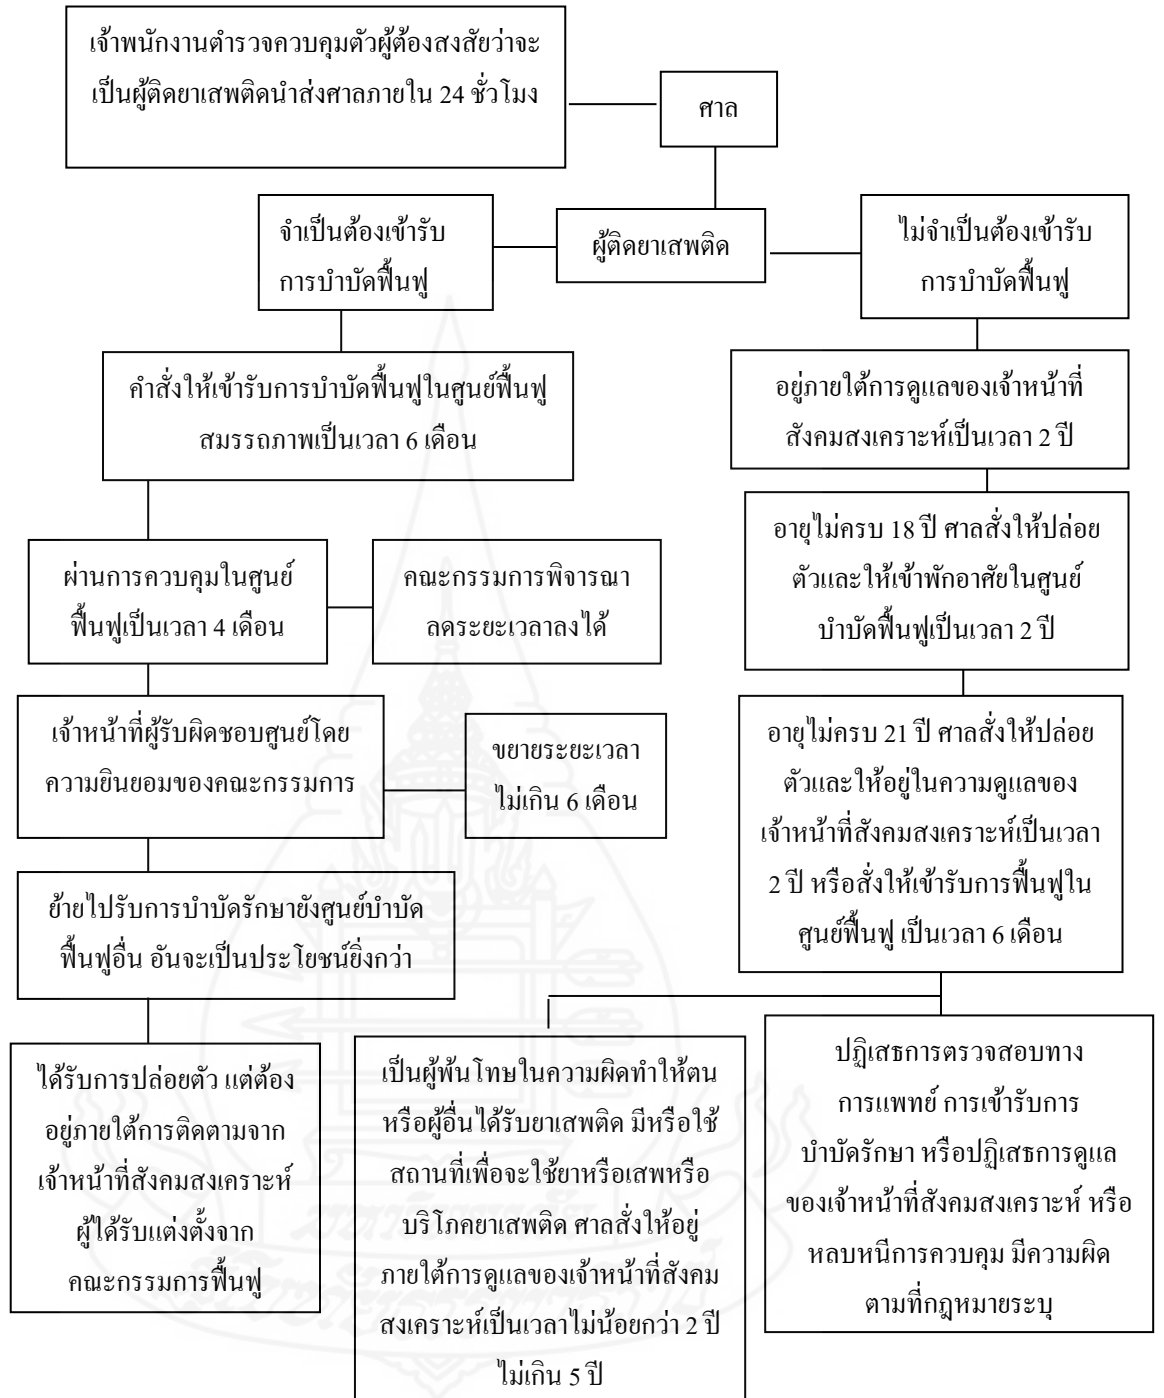 เจ้าพนักงานตำรวจควบคุมตัวผู้ต้องสงสัยว่าจะ
เป็นผู้ติดยาเสพติดนำส่งศาลภายใน 24 ชั่วโมง
ศาล
จำเป็นต้องเข้ารับ
การบำบัดฟื้นฟู
ผู้ติดยาเสพติด
ไม่จำเป็นต้องเข้ารับ
การบำบัดฟื้นฟู
คำสั่งให้เข้ารับการบำบัดฟื้นฟูในศูนย์ฟื้นฟู
สมรรถภาพเป็นเวลา 6 เดือน
อยู่ภายใต้การดูแลของเจ้าหน้าที่
สังคมสงเคราะห์เป็นเวลา 2 ปี
ผ่านการควบคุมในศูนย์
ฟื้นฟูเป็นเวลา 4 เดือน
คณะกรรมการพิจารณา
ลดระยะเวลาลงได้
อายุไม่ครบ 18 ปี ศาลสั่งให้ปล่อย
ตัวและให้เข้าพักอาศัยในศูนย์
บำบัดฟื้นฟูเป็นเวลา 2 ปี
เจ้าหน้าที่ผู้รับผิดชอบศูนย์โดย
ความยินยอมของคณะกรรมการ
ขยายระยะเวลา
ไม่เกิน 6 เดือน
อายุไม่ครบ 21 ปี ศาลสั่งให้ปล่อย
ตัวและให้อยู่ในความดูแลของ
เจ้าหน้าที่สังคมสงเคราะห์เป็นเวลา
2 ปี หรือสั่งให้เข้ารับการฟื้นฟูใน
ศูนย์ฟื้นฟู เป็นเวลา 6 เดือน
ย้ายไปรับการบำบัดรักษายังศูนย์บำบัด
ฟื้นฟูอื่น อันจะเป็นประโยชน์ยิ่งกว่า
ได้รับการปล่อยตัว แต่ต้อง
อยู่ภายใต้การติดตามจาก
เจ้าหน้าที่สังคมสงเคราะห์
ผู้ได้รับแต่งตั้งจาก
คณะกรรมการฟื้นฟู
เป็นผู้พ้นโทษในความผิดทำให้ตน
หรือผู้อื่นได้รับยาเสพติด มีหรือใช้
สถานที่เพื่อจะใช้ยาหรือเสพหรือ
บริโภคยาเสพติด ศาลสั่งให้อยู่
ภายใต้การดูแลของเจ้าหน้าที่สังคม
สงเคราะห์เป็นเวลาไม่น้อยกว่า 2 ปี
ไม่เกิน 5 ปี
ปฏิเสธการตรวจสอบทาง
การแพทย์ การเข้ารับการ
บำบัดรักษา หรือปฏิเสธการดูแล
ของเจ้าหน้าที่สังคมสงเคราะห์ หรือ
หลบหนีการควบคุม มีความผิด
ตามที่กฎหมายระบุ